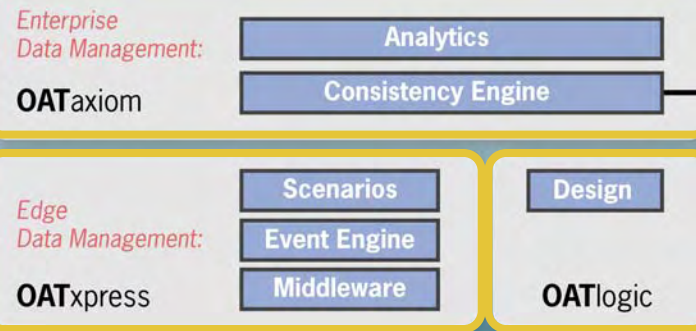 Enterprise
Data Management:
OATaxiom
Analytics
Consistency Engine
Edge
Data Management:
OATxpress
Scenarios
Event Engine
Middleware
Design
OATlogic